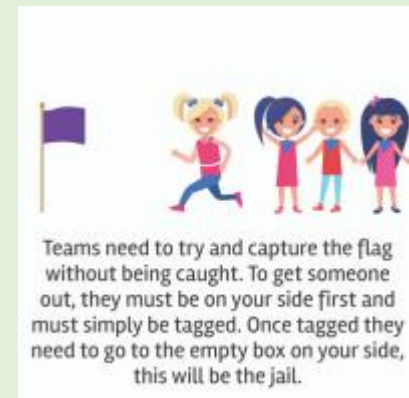 Teams need to try and capture the flag
without being caught. To get someone
out, they must be on your side first and
must simply be tagged. Once tagged they
need to go to the empty box on your side,
this will be the jail.